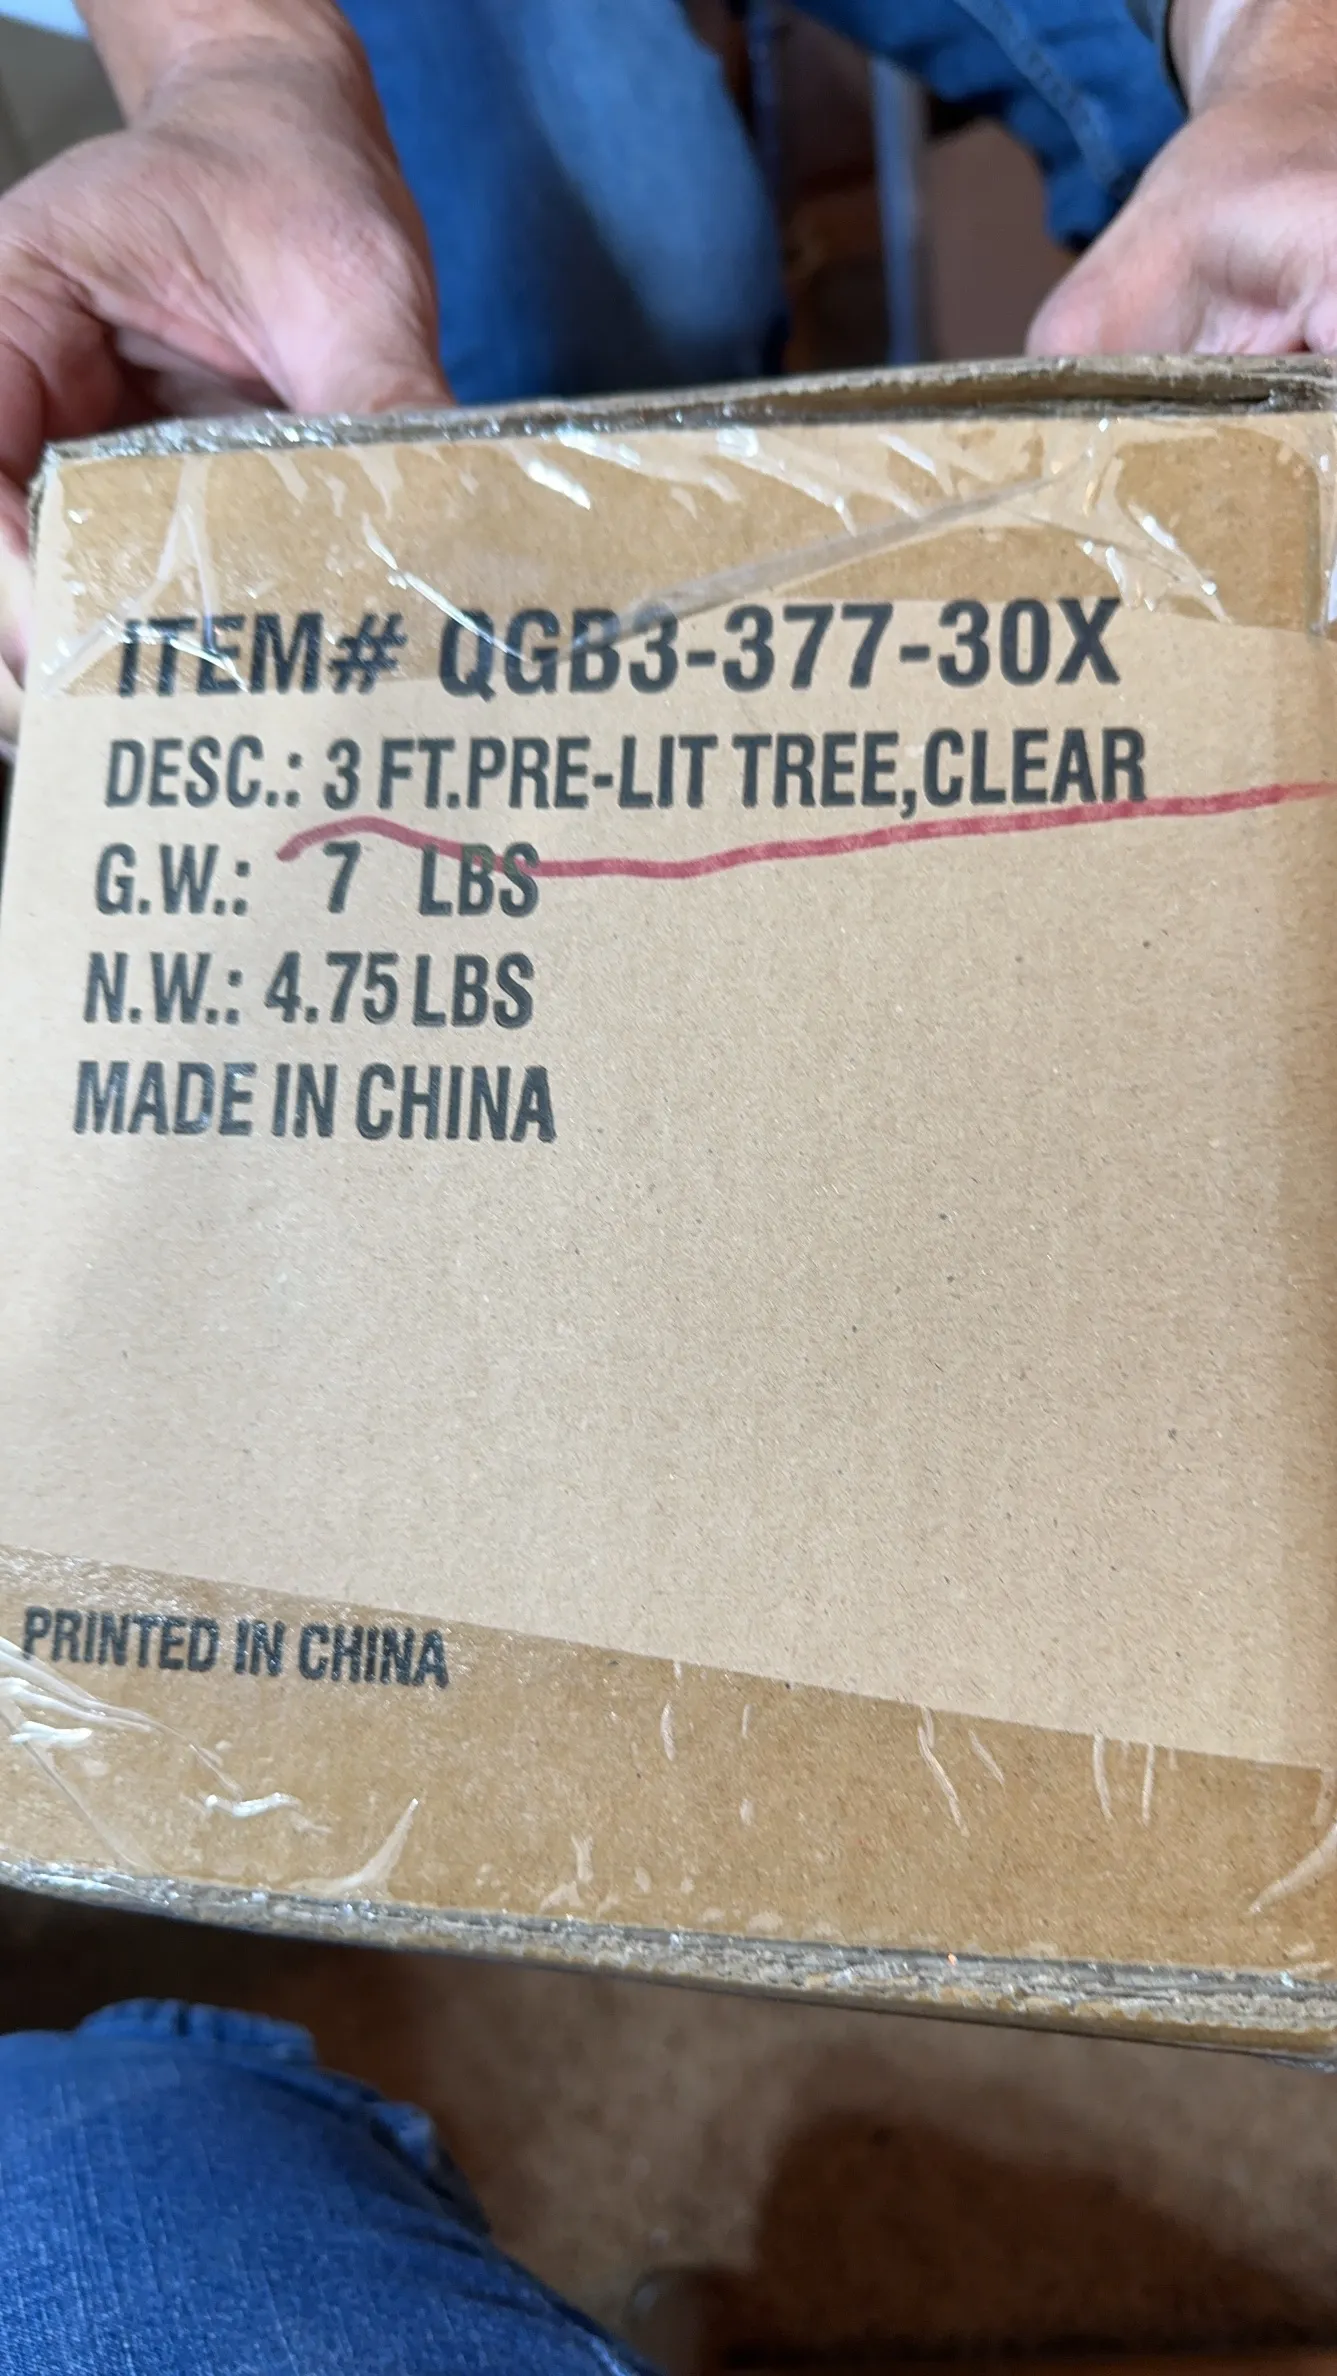 ITEM# QGB3-377-30X
DESC.: 3 FT.PRE-LIT TREE,CLEAR
G.W.: 7 LBS
N.W.: 4.75 LBS
MADE IN CHINA
PRINTED IN CHINA